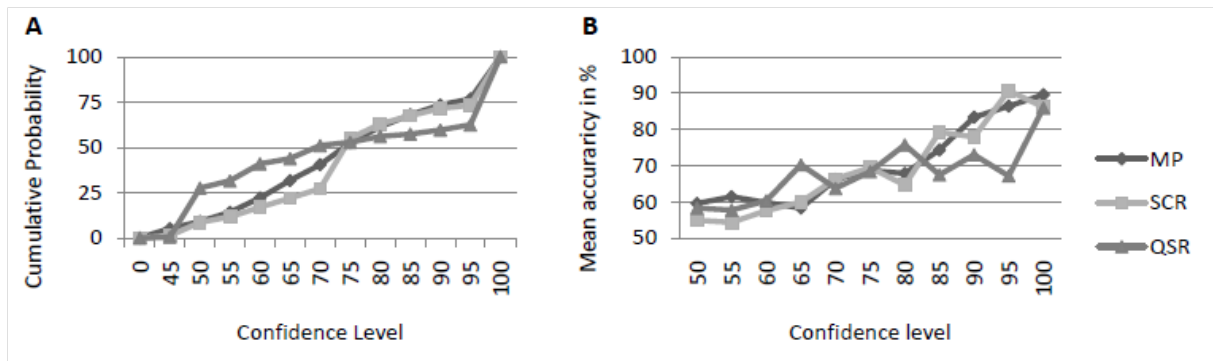 A
Cumulative Probability
100
75
50
25
0
0 45 50 55 60 65 70 75 80 85 90 95 100
Confidence Level
B
Mean accuraricy in %
100
90
80
70
60
50
50 55 60 65 70 75 80 85 90 95 100
Confidence level
MP
SCR
QSR